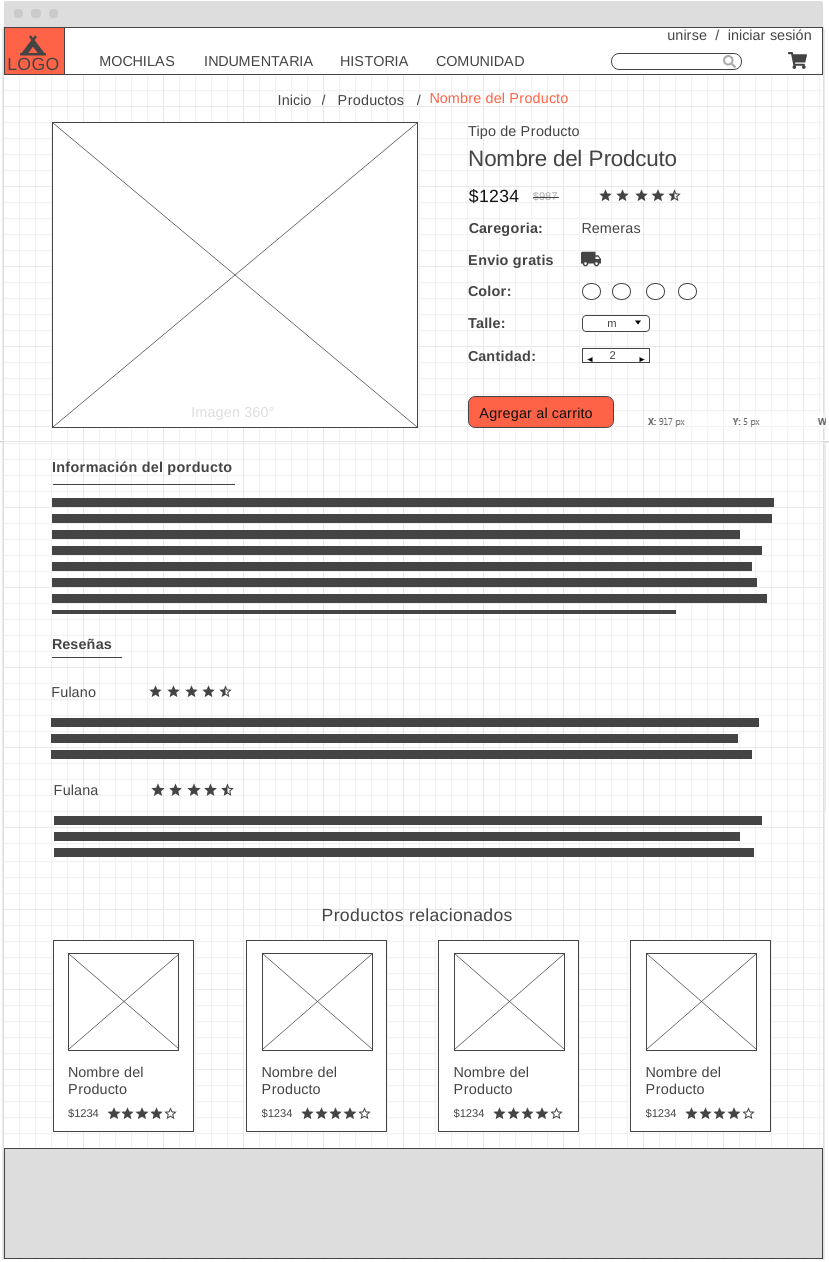 unirse / iniciar sesión
LOGO
MOCHILAS INDUMENTARIA HISTORIA COMUNIDAD
Inicio / Productos / Nombre del Producto
Tipo de Producto
Nombre del Prodcuto
$1234 $987
Caregoria: Remeras
Envio gratis
Color:
Talle: m
Cantidad: 2
Imagen 360°
Agregar al carrito
X: 917 px Y: 5 px W
Información del porducto
Reseñas
Fulano
Fulana
Productos relacionados
Nombre del
Producto
$1234
Nombre del
Producto
$1234
Nombre del
Producto
$1234
Nombre del
Producto
$1234